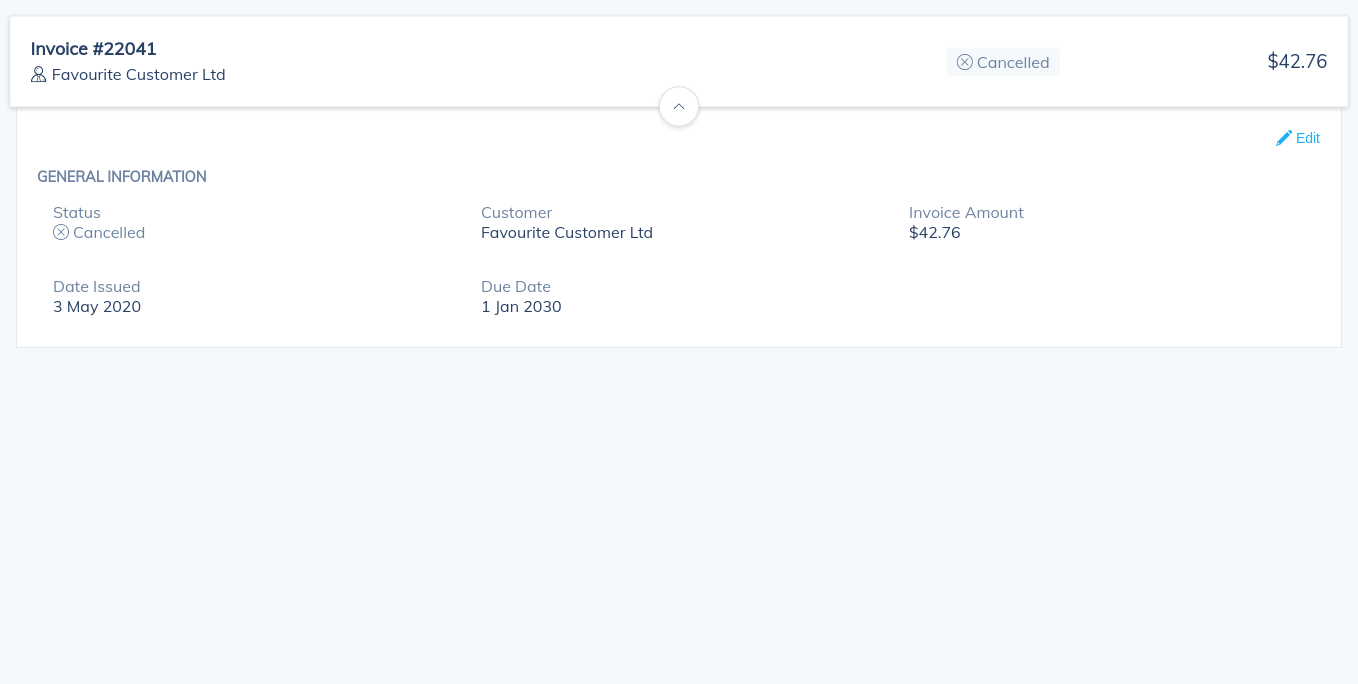 Invoice #22041
Favourite Customer Ltd
Cancelled
$42.76
Edit
GENERAL INFORMATION
Status
Cancelled
Customer
Favourite Customer Ltd
Invoice Amount
$42.76
Date Issued
3 May 2020
Due Date
1 Jan 2030